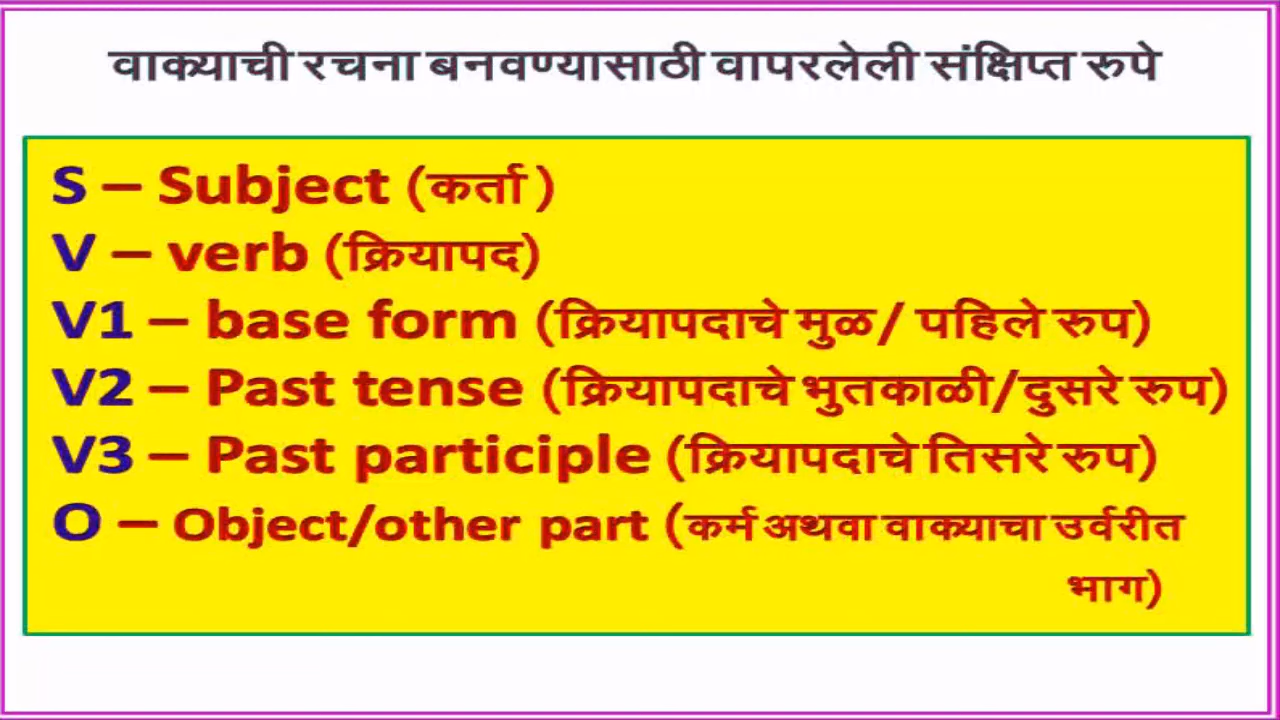 वाक्याची रचना बनवण्यासाठी वापरलेली संक्षिप्त रुपे
S – Subject (कर्ता )
V – verb (क्रियापद)
V1 – base form (क्रियापदाचे मुळ/ पहिले रुप)
V2 – Past tense (क्रियापदाचे भुतकाळी/दुसरे रुप)
V3 – Past participle (क्रियापदाचे तिसरे रुप)
O – Object/other part (कर्म अथवा वाक्याचा उर्वरीत
भाग)